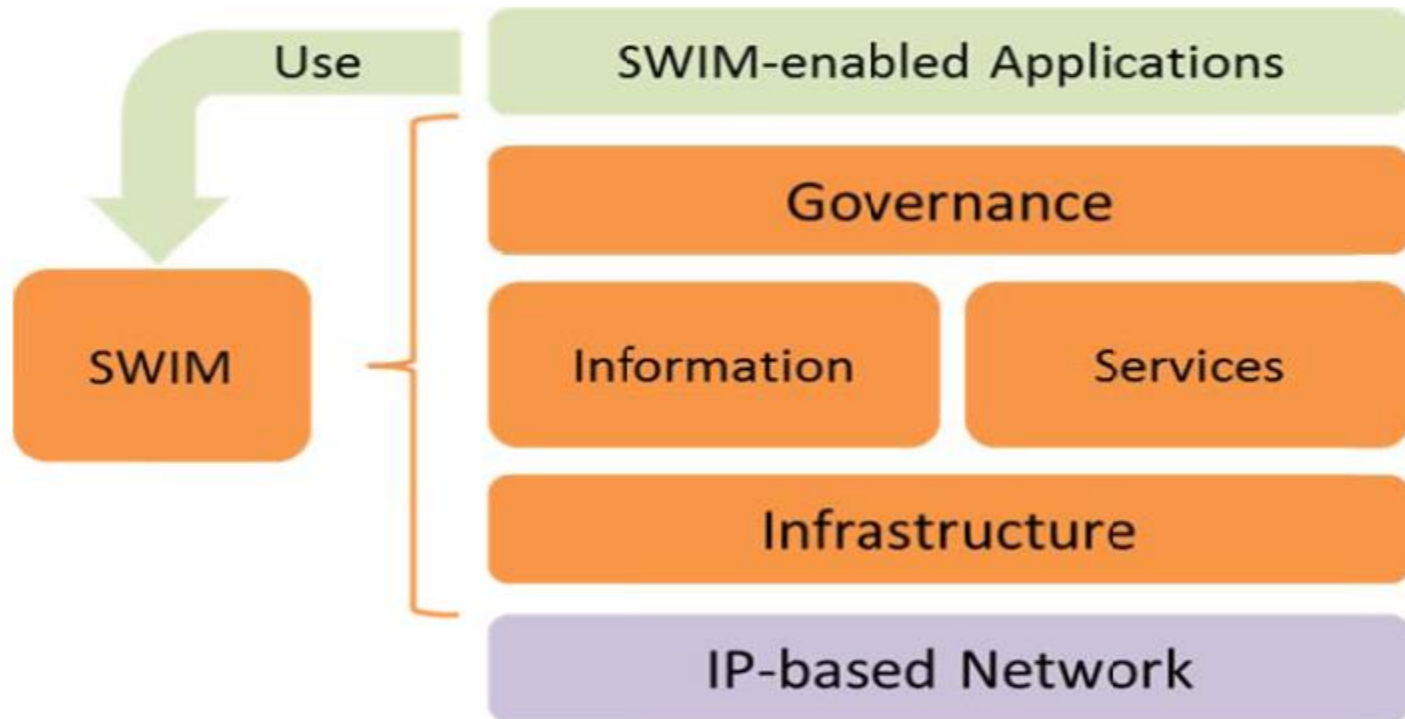 Use
SWIM-enabled Applications
Governance
SWIM
Information
Services
Infrastructure
IP-based Network